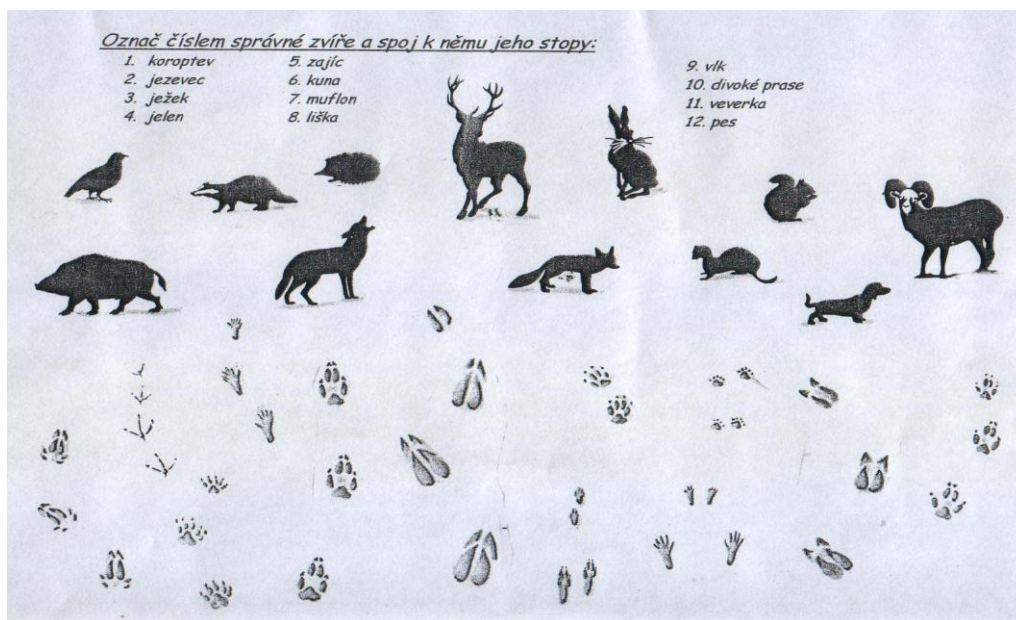 Označ číslem správné zvíře a spoj k němu jeho stopy:
1. koroptev
2. jezevec
3. ježek
4. jelen
5. zajíc
6. kuna
7. muflon
8. liška
9. vlk
10. divoké prase
11. veverka
12. pes